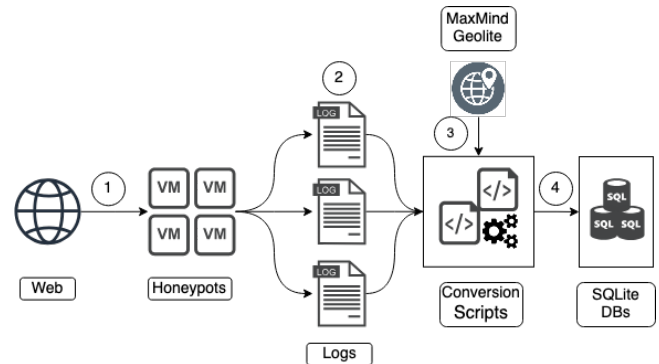 MaxMind
Geolite
2
LOG
3
1
VM VM
4
LOG
SQL
VM VM
SQL SQL
LOG
Web
Honeypots
Conversion
Scripts
SQLite
DBs
Logs